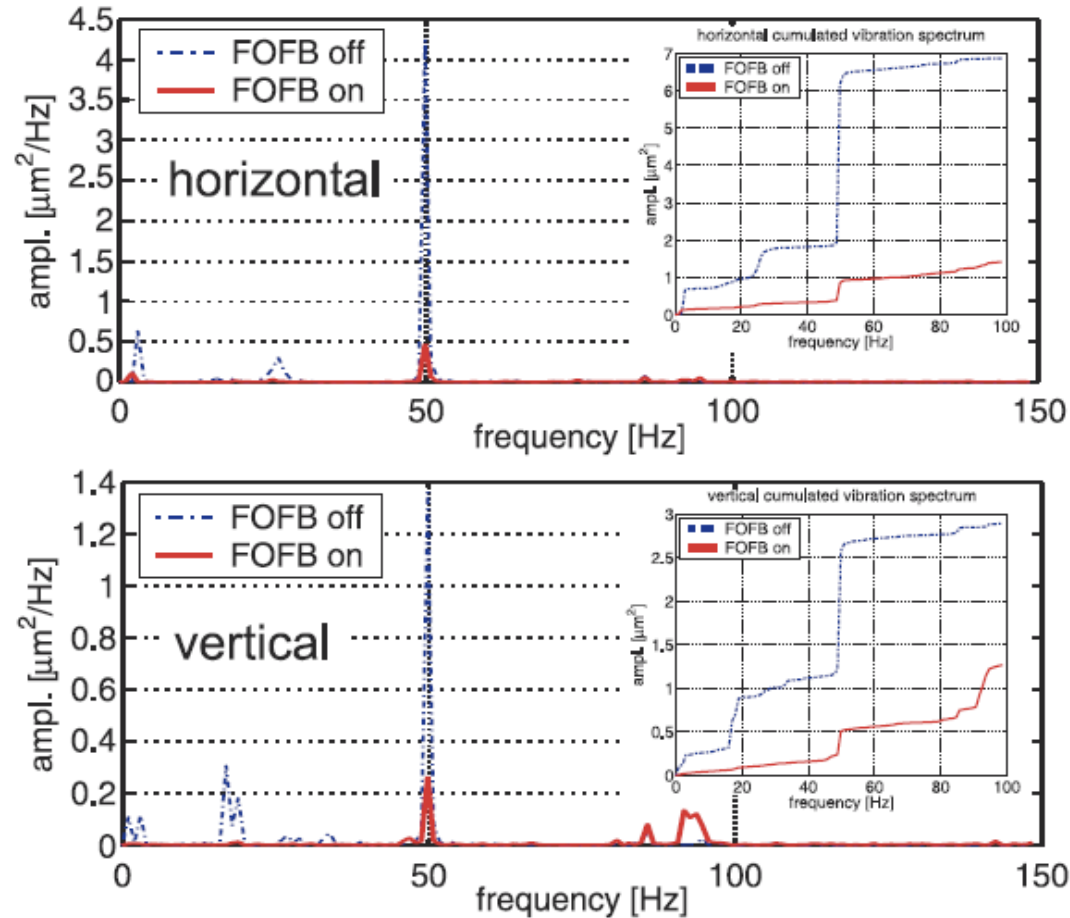 4.5
4
3.5
3
2.5
2
1.5
1
0.5
0
ampl. [μm²/Hz]
FOFB off
FOFB on
horizontal
0 50 100 150
frequency [Hz]
horizontal cumulated vibration spectrum
7
6
5
4
3
2
1
0
ampl. [μm²]
FOFB off
FOFB on
0 20 40 60 80 100
frequency [Hz]
1.4
1.2
1
0.8
0.6
0.4
0.2
0
ampl. [μm²/Hz]
FOFB off
FOFB on
vertical
0 50 100 150
frequency [Hz]
vertical cumulated vibration spectrum
3
2.5
2
1.5
1
0.5
0
ampl. [μm²]
FOFB off
FOFB on
0 20 40 60 80 100
frequency [Hz]